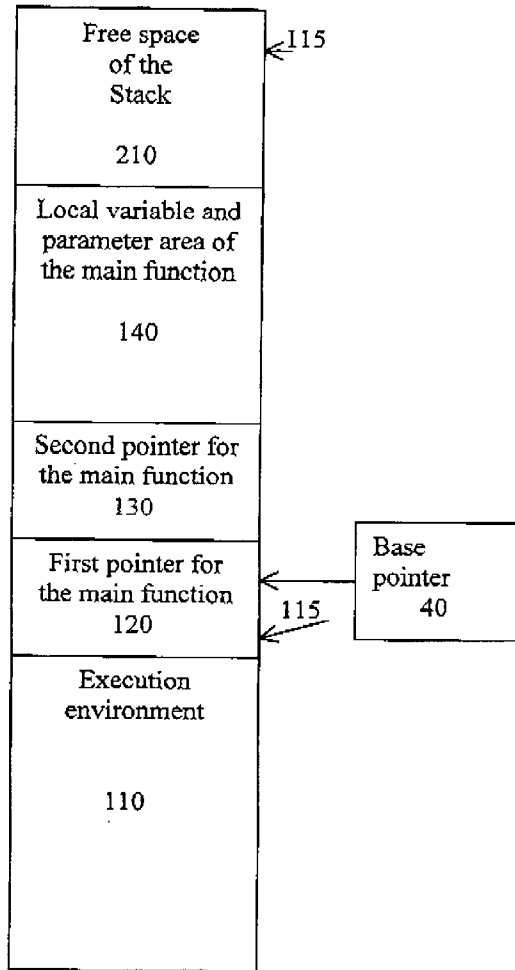 Free space
of the
Stack
210
115
Local variable and
parameter area of
the main function
140
Second pointer for
the main function
130
First pointer for
the main function
120
115
Base
pointer
40
Execution
environment
110